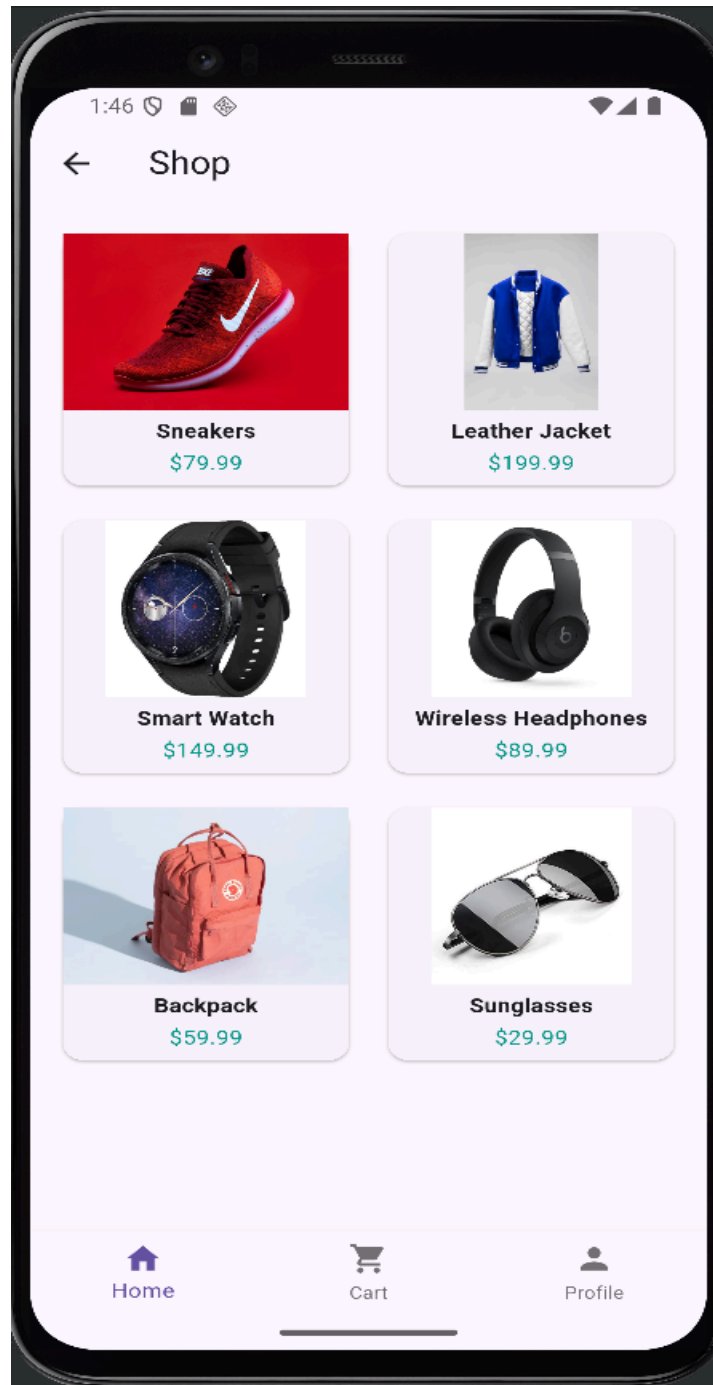 1:46
Shop
Sneakers
$79.99
Leather Jacket
$199.99
Smart Watch
$149.99
Wireless Headphones
$89.99
Backpack
$59.99
Sunglasses
$29.99
Home
Cart
Profile